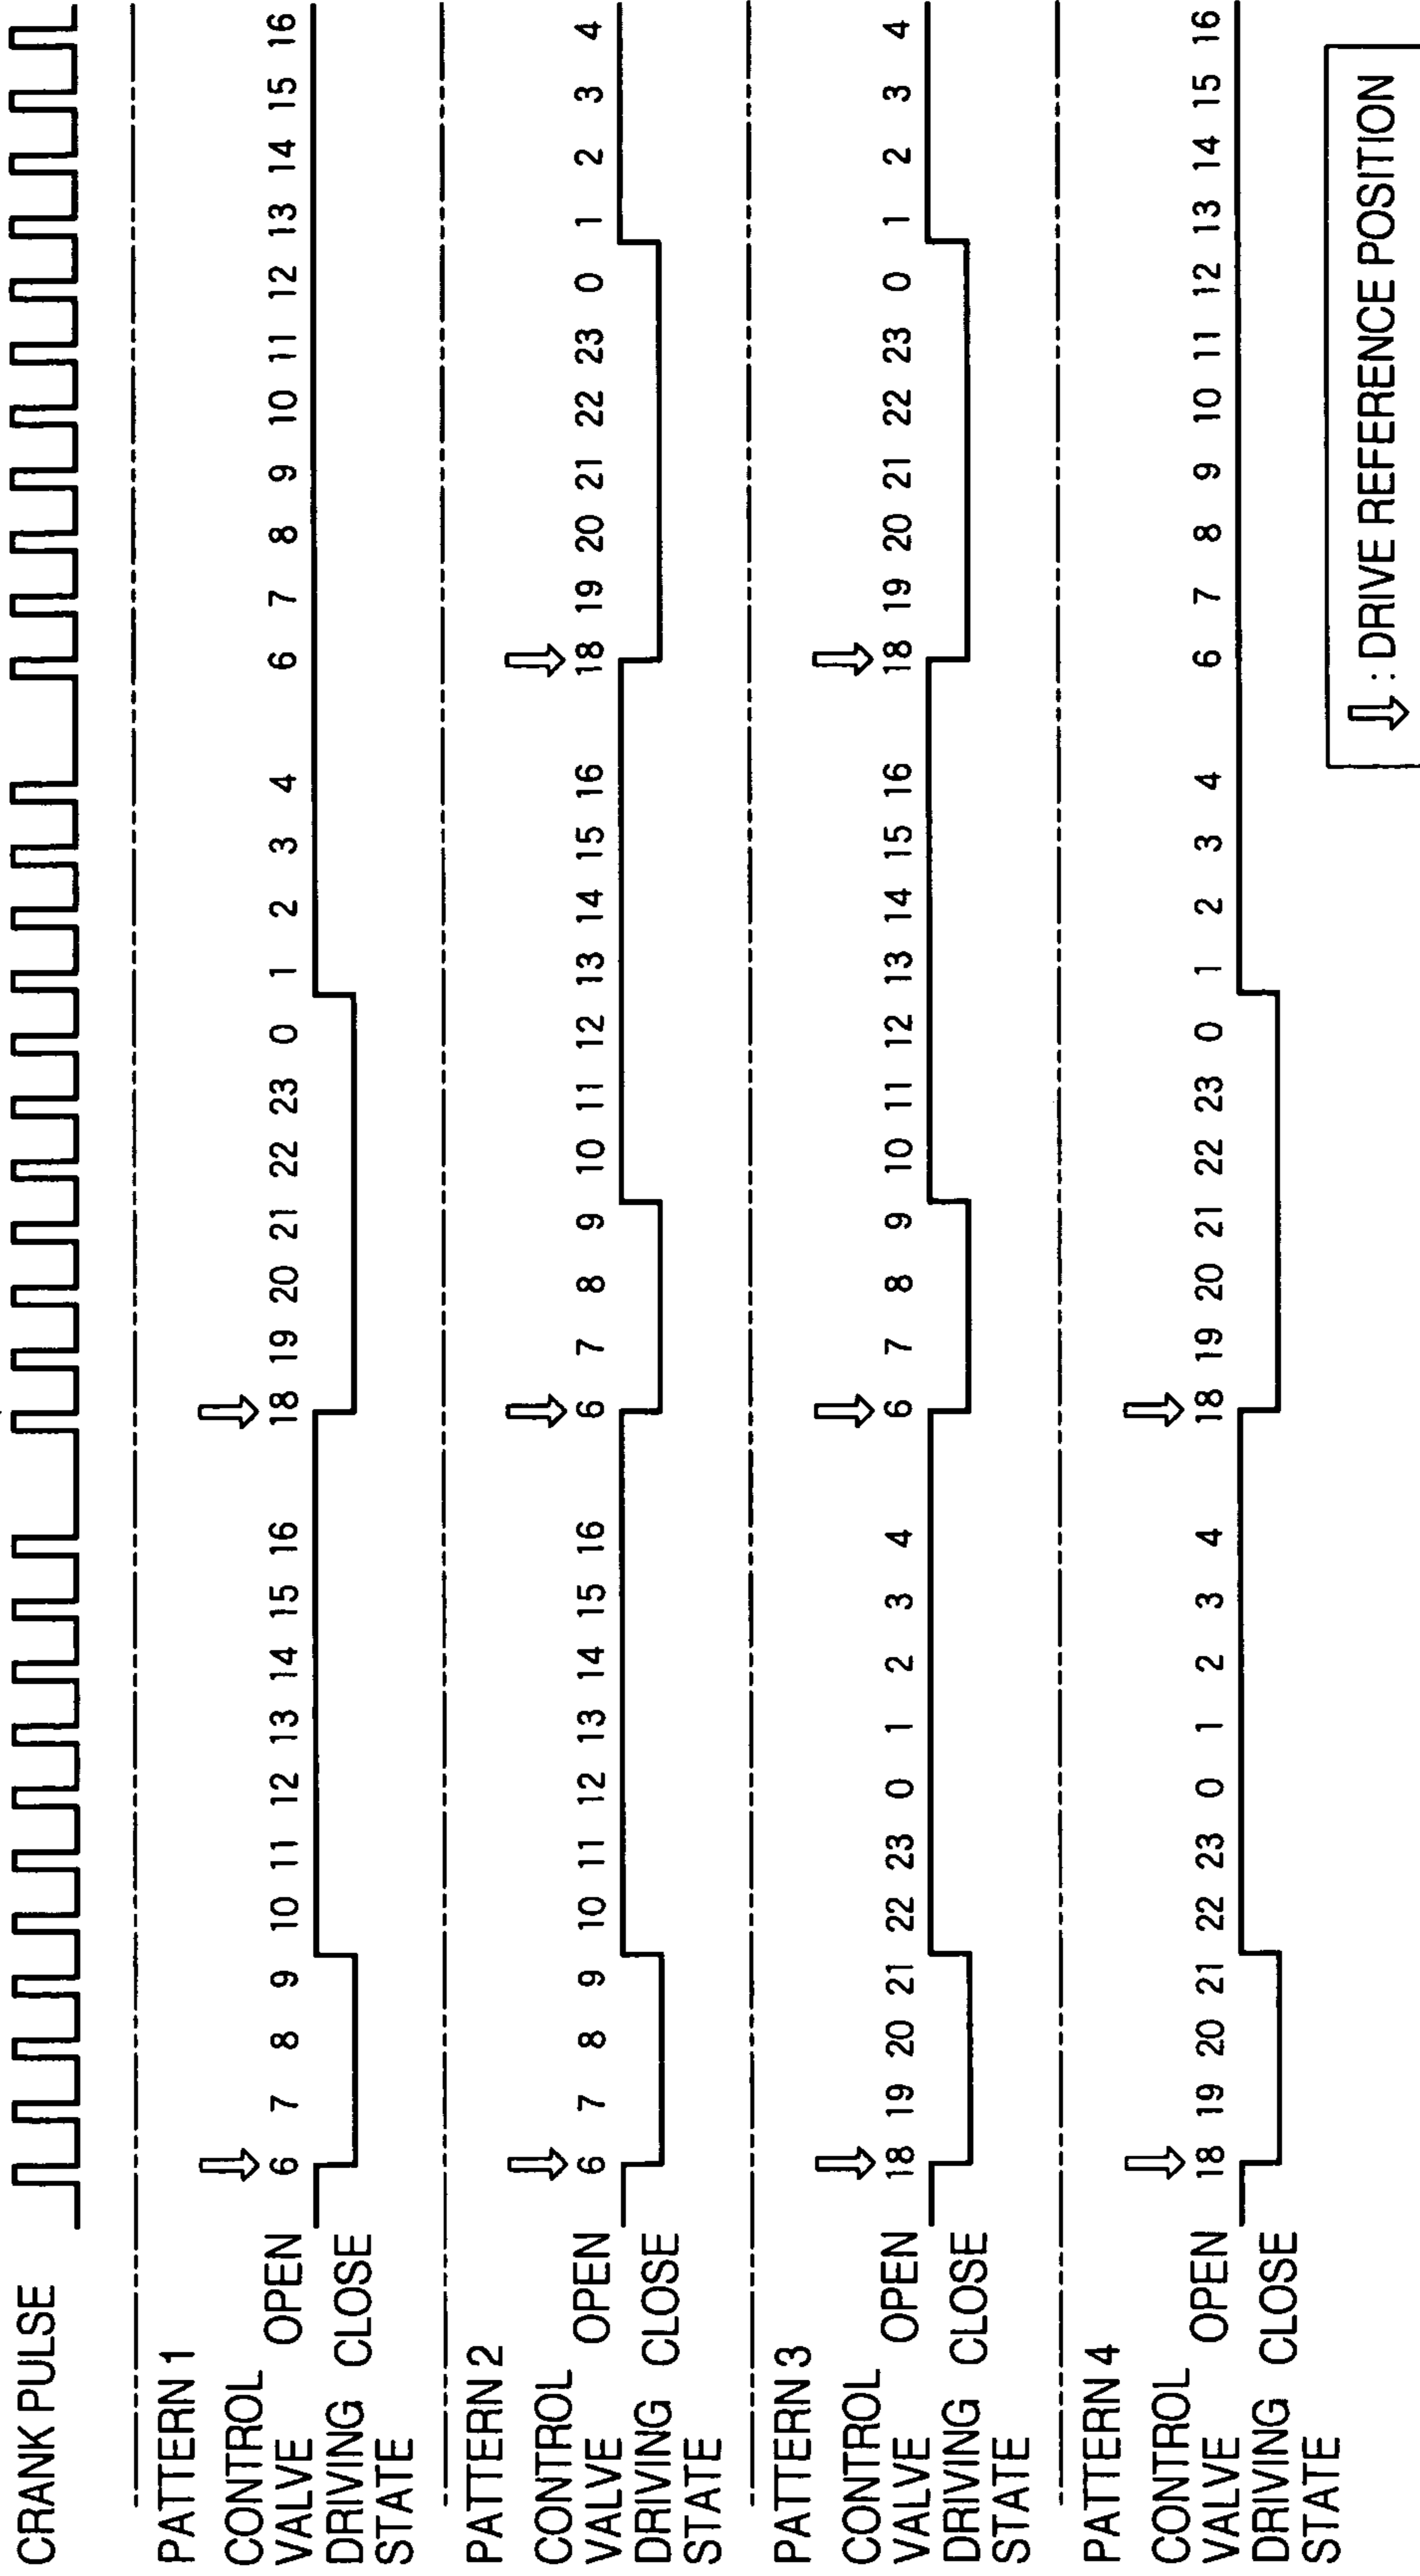 CRANK PULSE
PATTERN 1
CONTROL
VALVE OPEN
DRIVING CLOSE
STATE
6 7 8 9 10 11 12 13 14 15 16 18 19 20 21 22 23 0 1 2 3 4 6 7 8 9 10 11 12 13 14 15 16
PATTERN 2
CONTROL
VALVE OPEN
DRIVING CLOSE
STATE
6 7 8 9 10 11 12 13 14 15 16 6 7 8 9 10 11 12 13 14 15 16 18 19 20 21 22 23 0 1 2 3 4
PATTERN 3
CONTROL
VALVE OPEN
DRIVING CLOSE
STATE
18 19 20 21 22 23 0 1 2 3 4 6 7 8 9 10 11 12 13 14 15 16 18 19 20 21 22 23 0 1 2 3 4
PATTERN 4
CONTROL
VALVE OPEN
DRIVING CLOSE
STATE
18 19 20 21 22 23 0 1 2 3 4 18 19 20 21 22 23 0 1 2 3 4 6 7 8 9 10 11 12 13 14 15 16
: DRIVE REFERENCE POSITION